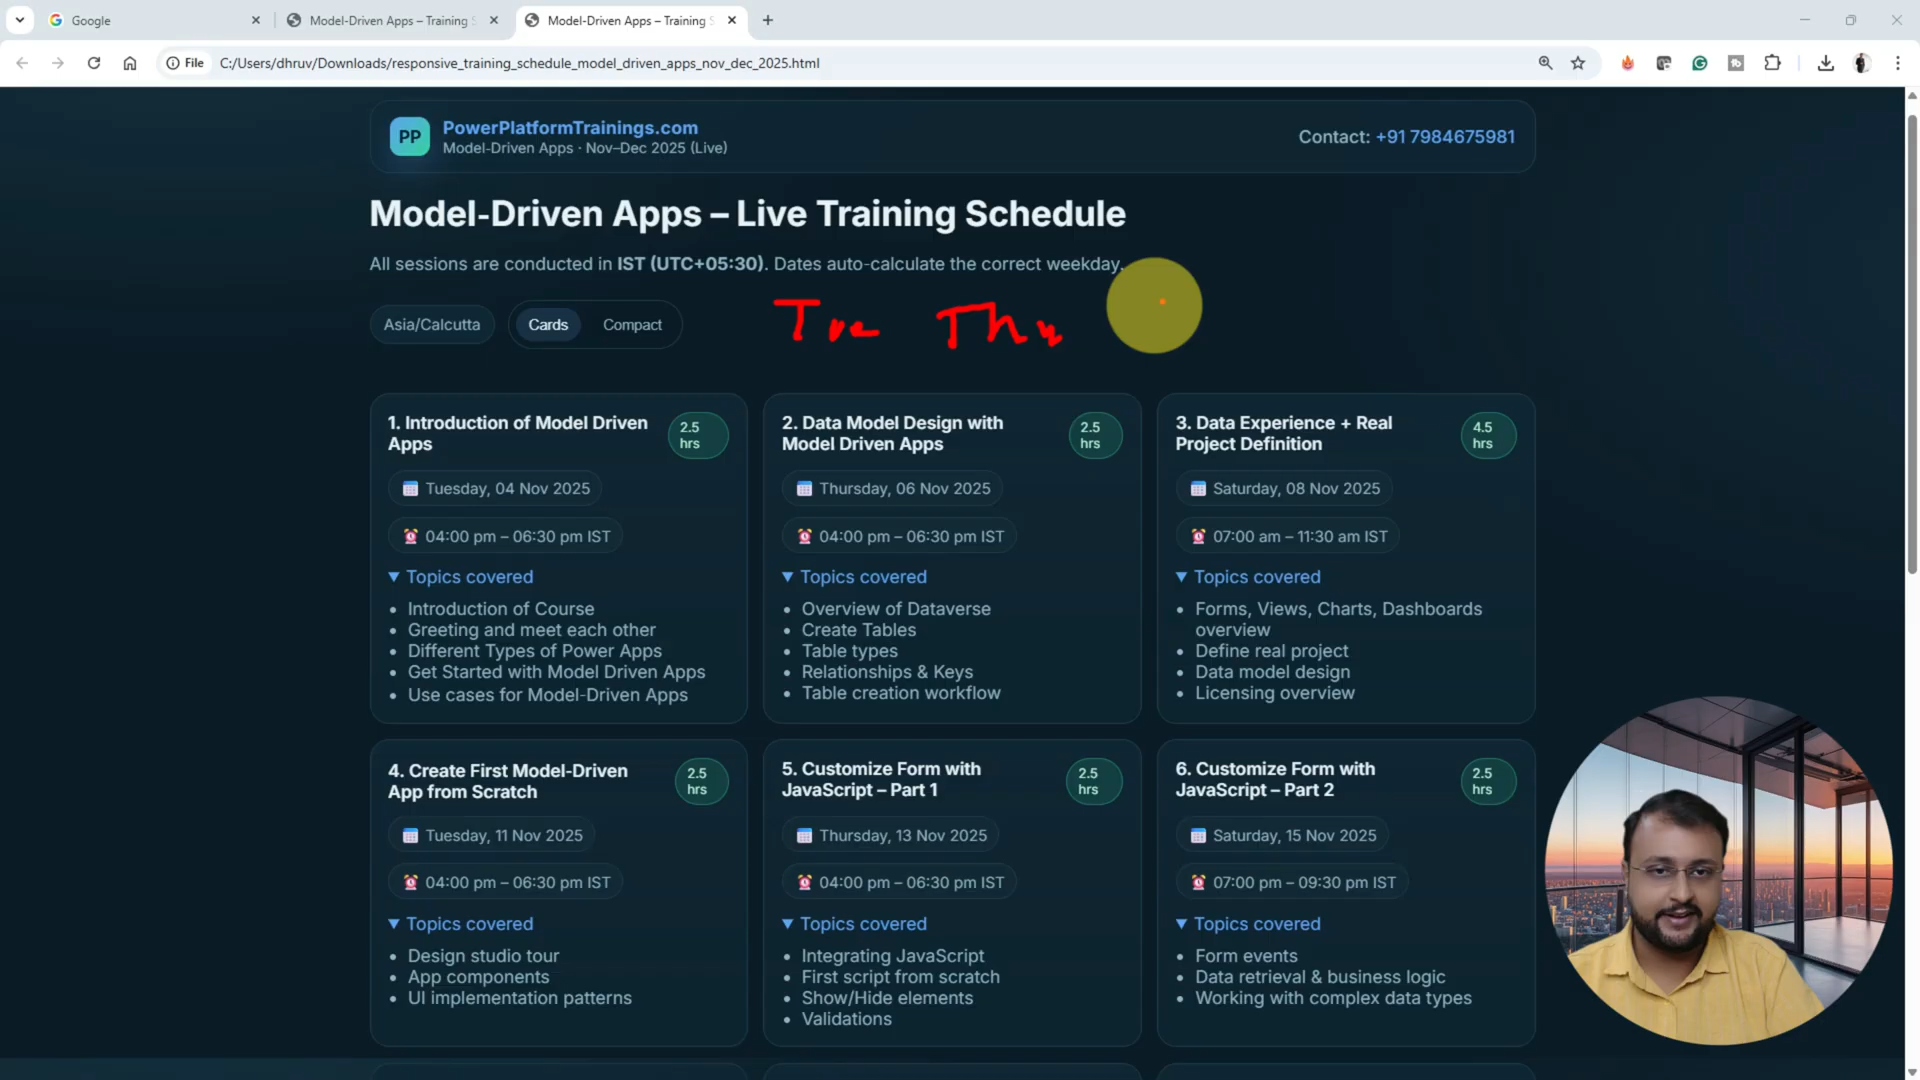 Google
Model-Driven Apps – Training S
Model-Driven Apps – Training S
File
C:/Users/dhruv/Downloads/responsive_training_schedule_model_driven_apps_nov_dec_2025.html
PP
PowerPlatformTrainings.com
Model-Driven Apps · Nov–Dec 2025 (Live)
Contact: +91 7984675981
Model-Driven Apps – Live Training Schedule
All sessions are conducted in IST (UTC+05:30). Dates auto-calculate the correct weekday.
Asia/Calcutta
Cards
Compact
Tue Thu
1. Introduction of Model Driven
Apps
2.5
hrs
Tuesday, 04 Nov 2025
04:00 pm – 06:30 pm IST
▼ Topics covered
• Introduction of Course
• Greeting and meet each other
• Different Types of Power Apps
• Get Started with Model Driven Apps
• Use cases for Model-Driven Apps
2. Data Model Design with
Model Driven Apps
2.5
hrs
Thursday, 06 Nov 2025
04:00 pm – 06:30 pm IST
▼ Topics covered
• Overview of Dataverse
• Create Tables
• Table types
• Relationships & Keys
• Table creation workflow
3. Data Experience + Real
Project Definition
4.5
hrs
Saturday, 08 Nov 2025
07:00 am – 11:30 am IST
▼ Topics covered
• Forms, Views, Charts, Dashboards
overview
• Define real project
• Data model design
• Licensing overview
4. Create First Model-Driven
App from Scratch
2.5
hrs
Tuesday, 11 Nov 2025
04:00 pm – 06:30 pm IST
▼ Topics covered
• Design studio tour
• App components
• UI implementation patterns
5. Customize Form with
JavaScript – Part 1
2.5
hrs
Thursday, 13 Nov 2025
04:00 pm – 06:30 pm IST
▼ Topics covered
• Integrating JavaScript
• First script from scratch
• Show/Hide elements
• Validations
6. Customize Form with
JavaScript – Part 2
2.5
hrs
Saturday, 15 Nov 2025
07:00 pm – 09:30 pm IST
▼ Topics covered
• Form events
• Data retrieval & business logic
• Working with complex data types